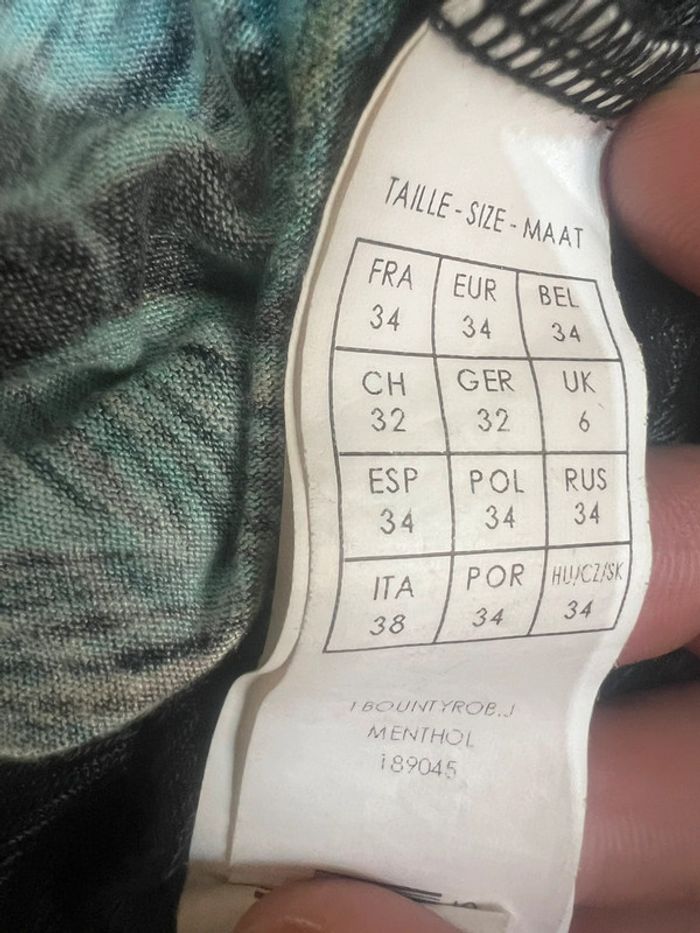 TAILLE - SIZE - MAAT
FRA EUR BEL
34 34 34
CH GER UK
32 32 6
ESP POL RUS
34 34 34
ITA POR HU/CZ/SK
38 34 34
MENTHOL
189045